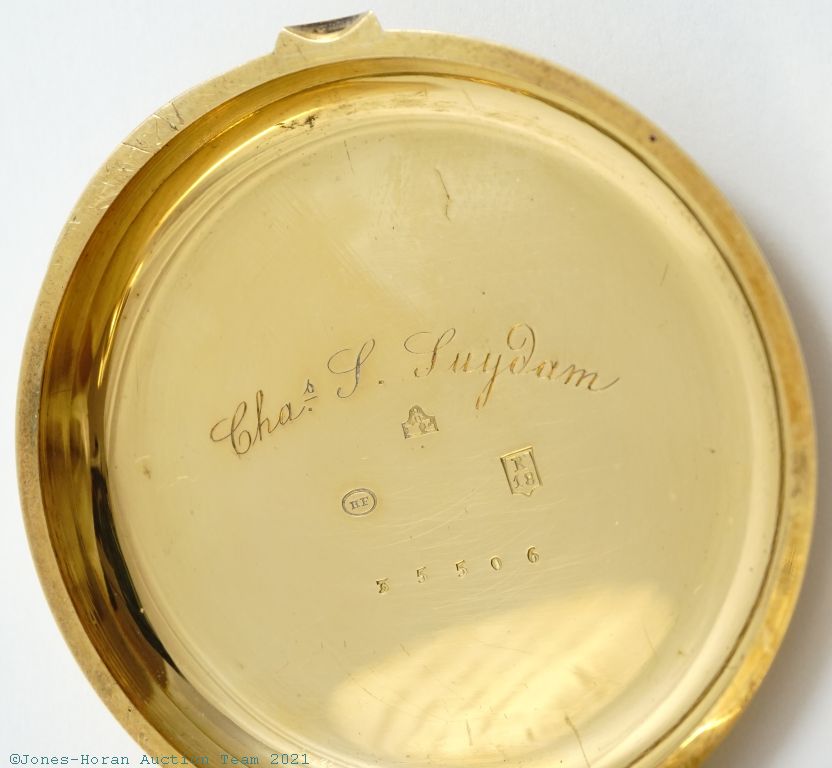 Chaˢ. S. Suydam
HF
K
18
35506
©Jones-Horan Auction Team 2021